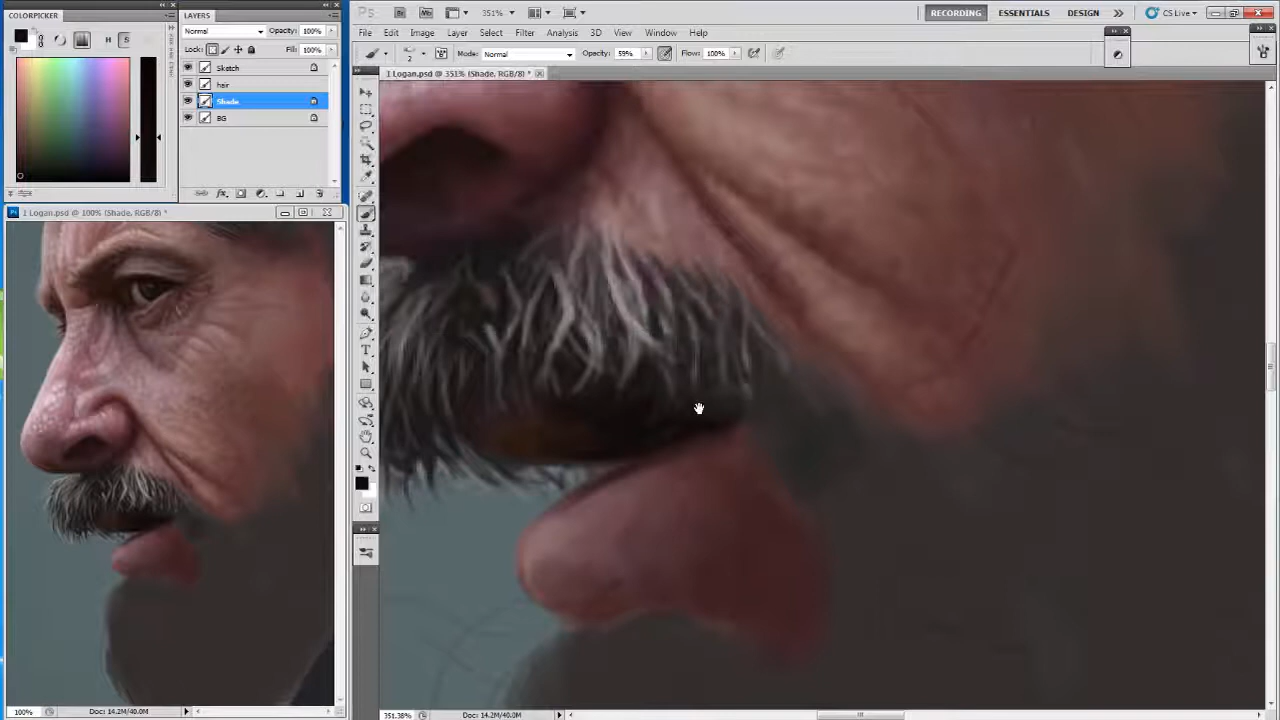 COLORPICKER
H
S
LAYERS
Normal
Opacity: 100%
Lock:
Fill: 100%
Sketch
hair
Shade
BG
fx
Ps
1 Logan.psd @ 100% (Shade, RGB/8) *
100%
Doc: 14.2M/40.0M
Ps
351%
RECORDING
ESSENTIALS
DESIGN
CS Live
File
Edit
Image
Layer
Select
Filter
Analysis
3D
View
Window
Help
2
Mode: Normal
Opacity: 59%
Flow: 100%
1 Logan.psd @ 351% (Shade, RGB/8) *
T
351.38%
Doc: 14.2M/40.0M